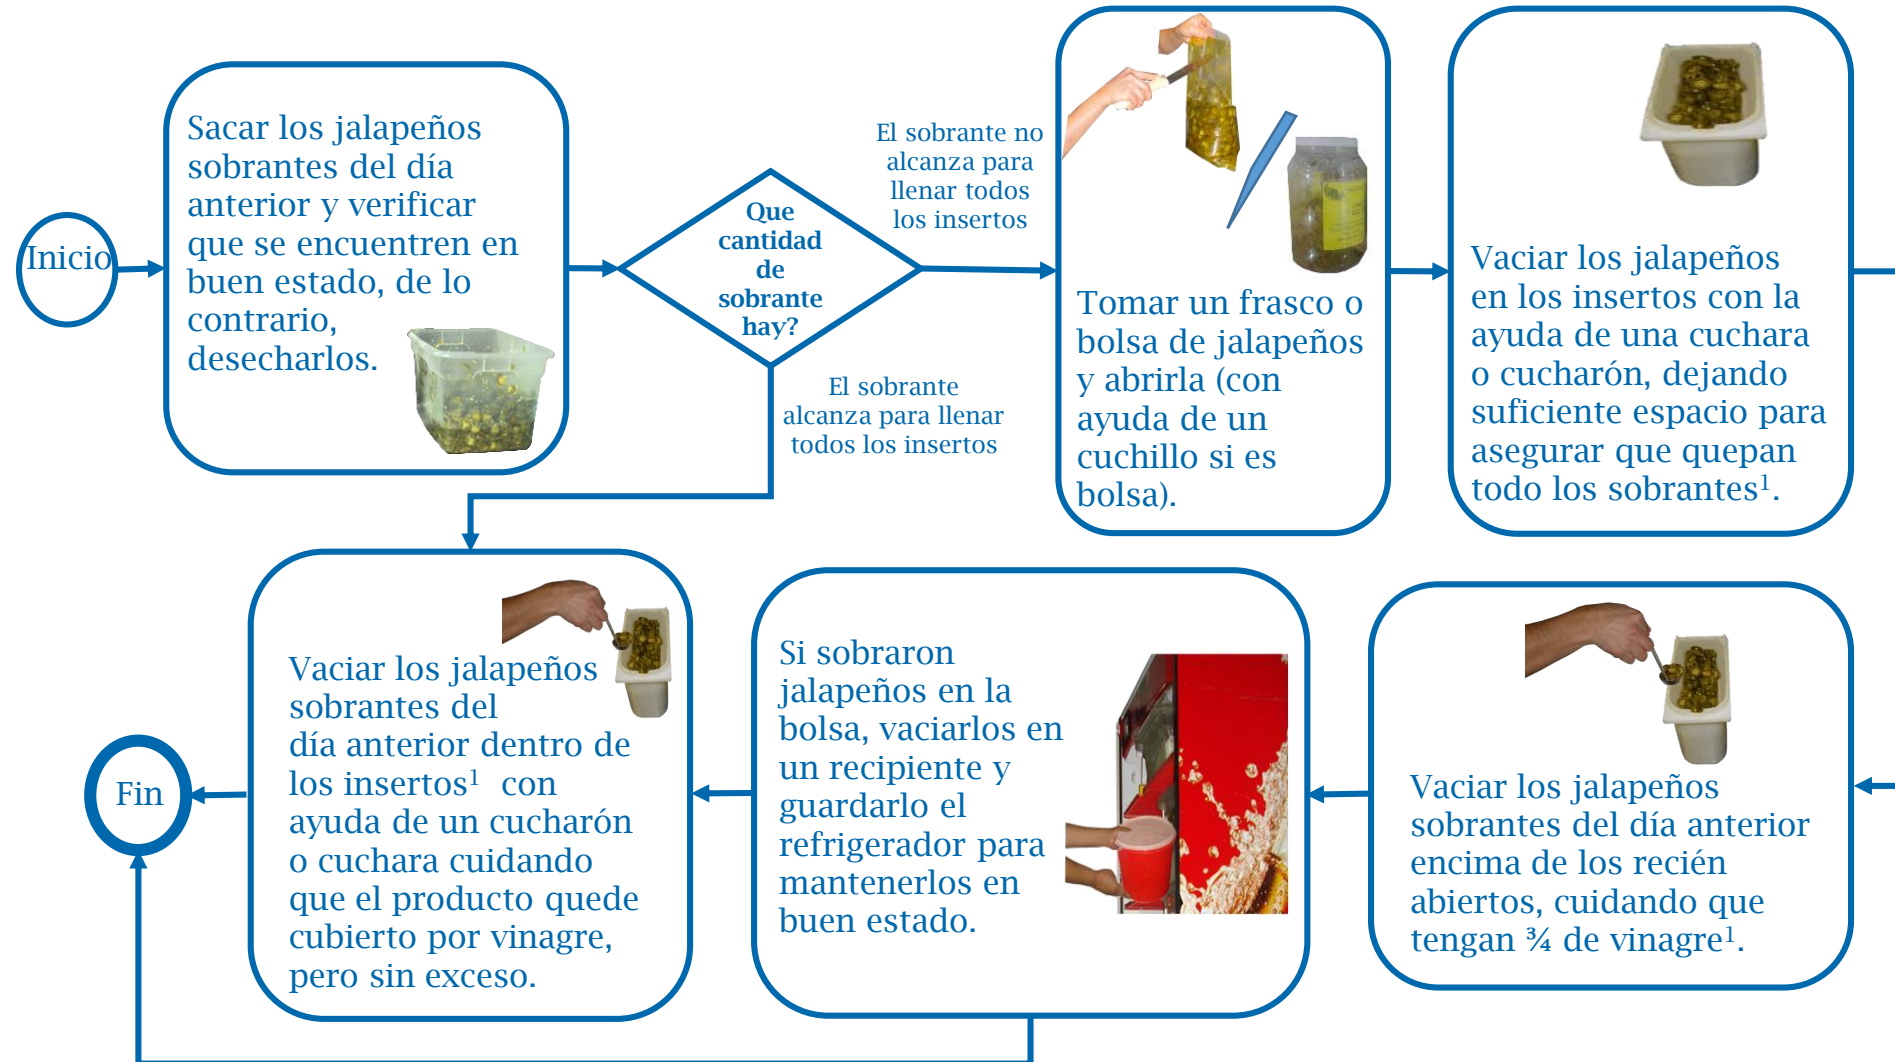 Inicio
Sacar los jalapeños
sobrantes del día
anterior y verificar
que se encuentren en
buen estado, de lo
contrario,
desecharlos.
Que
cantidad
de
sobrante
hay?
El sobrante no
alcanza para
llenar todos
los insertos
El sobrante
alcanza para llenar
todos los insertos
Tomar un frasco o
bolsa de jalapeños
y abrirla (con
ayuda de un
cuchillo si es
bolsa).
Vaciar los jalapeños
en los insertos con la
ayuda de una cuchara
o cucharón, dejando
suficiente espacio para
asegurar que quepan
todo los sobrantes¹.
Vaciar los jalapeños
sobrantes del día anterior
encima de los recién
abiertos, cuidando que
tengan ¾ de vinagre¹.
Si sobraron
jalapeños en la
bolsa, vaciarlos en
un recipiente y
guardarlo el
refrigerador para
mantenerlos en
buen estado.
Vaciar los jalapeños
sobrantes del
día anterior dentro de
los insertos¹ con
ayuda de un cucharón
o cuchara cuidando
que el producto quede
cubierto por vinagre,
pero sin exceso.
Fin